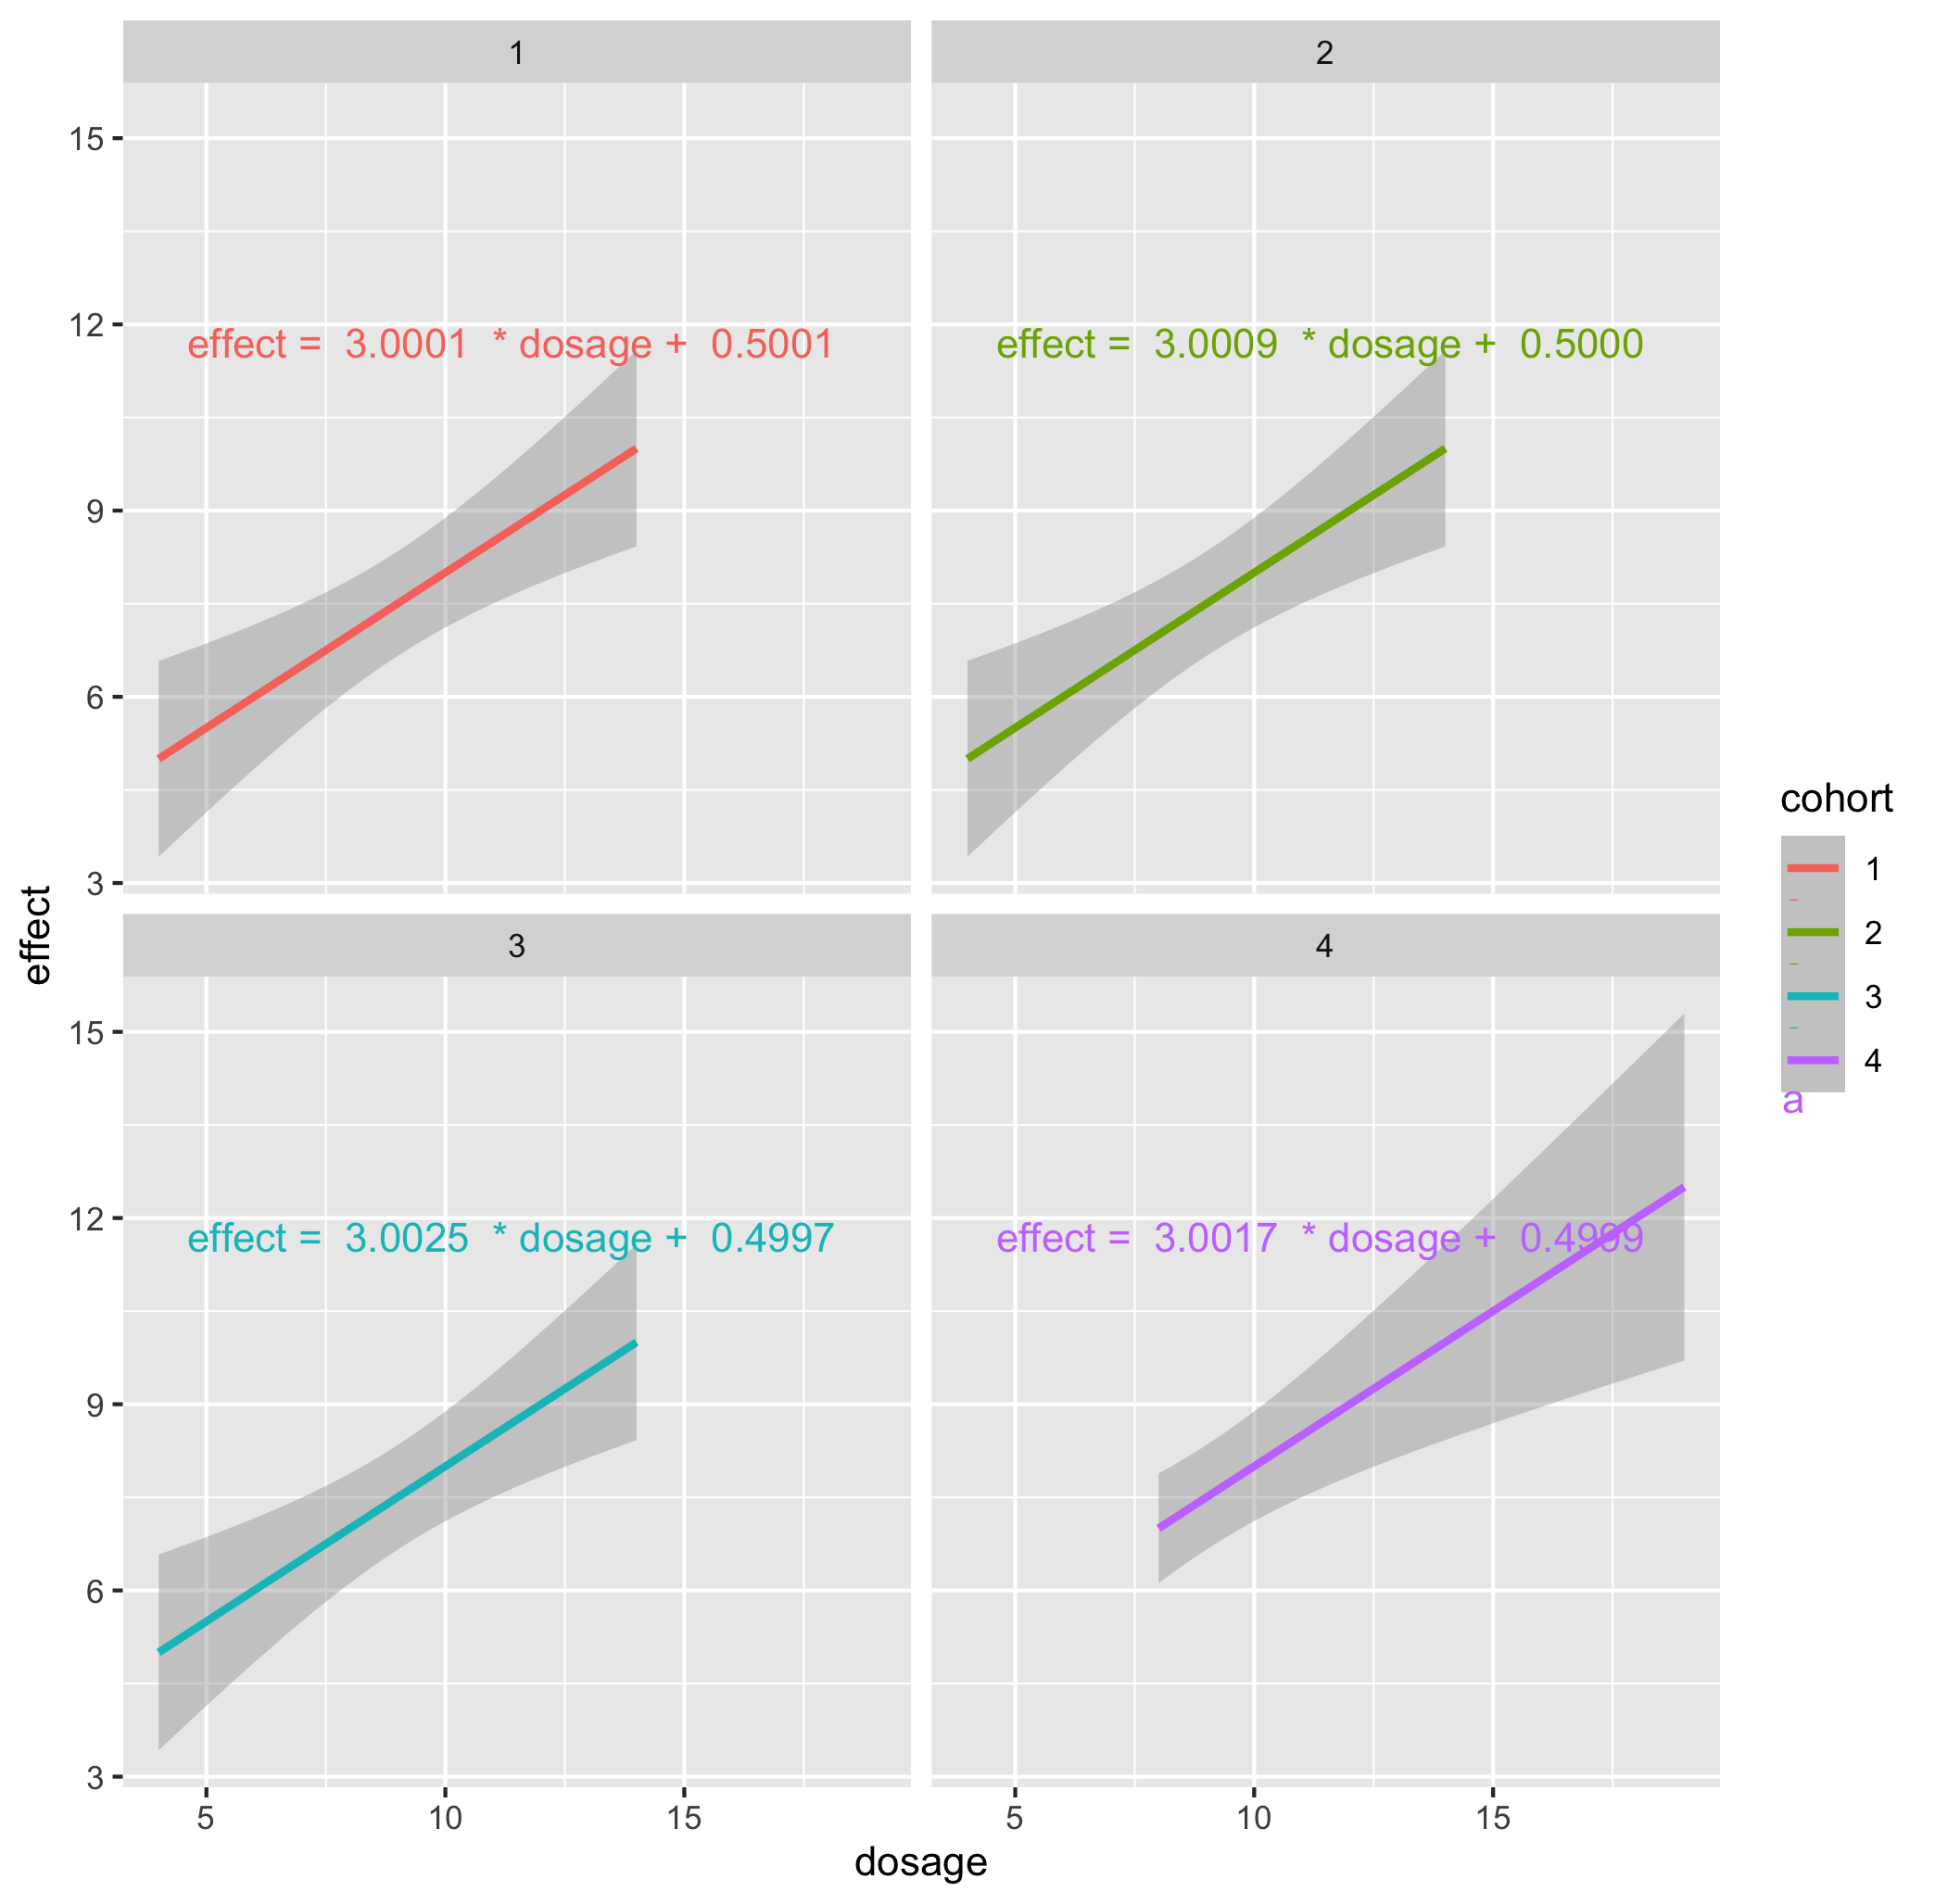 1
2
15
12
9
6
3
effect = 3.0001 * dosage + 0.5001
effect = 3.0009 * dosage + 0.5000
3
4
15
12
9
6
3
effect = 3.0025 * dosage + 0.4997
effect = 3.0017 * dosage + 0.4999
5 10 15
5 10 15
dosage
effect
cohort
1
2
3
4
a